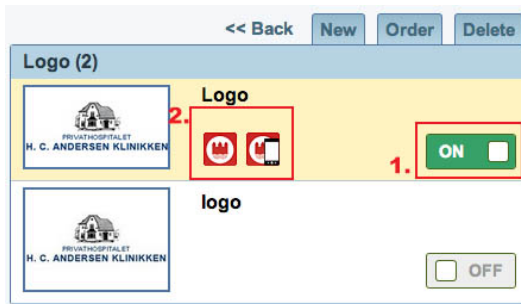 << Back New Order Delete
Logo (2)
PRIVATHOSPITALET
H. C. ANDERSEN KLINIKKEN
Logo
2.
1.
ON
PRIVATHOSPITALET
H. C. ANDERSEN KLINIKKEN
logo
OFF